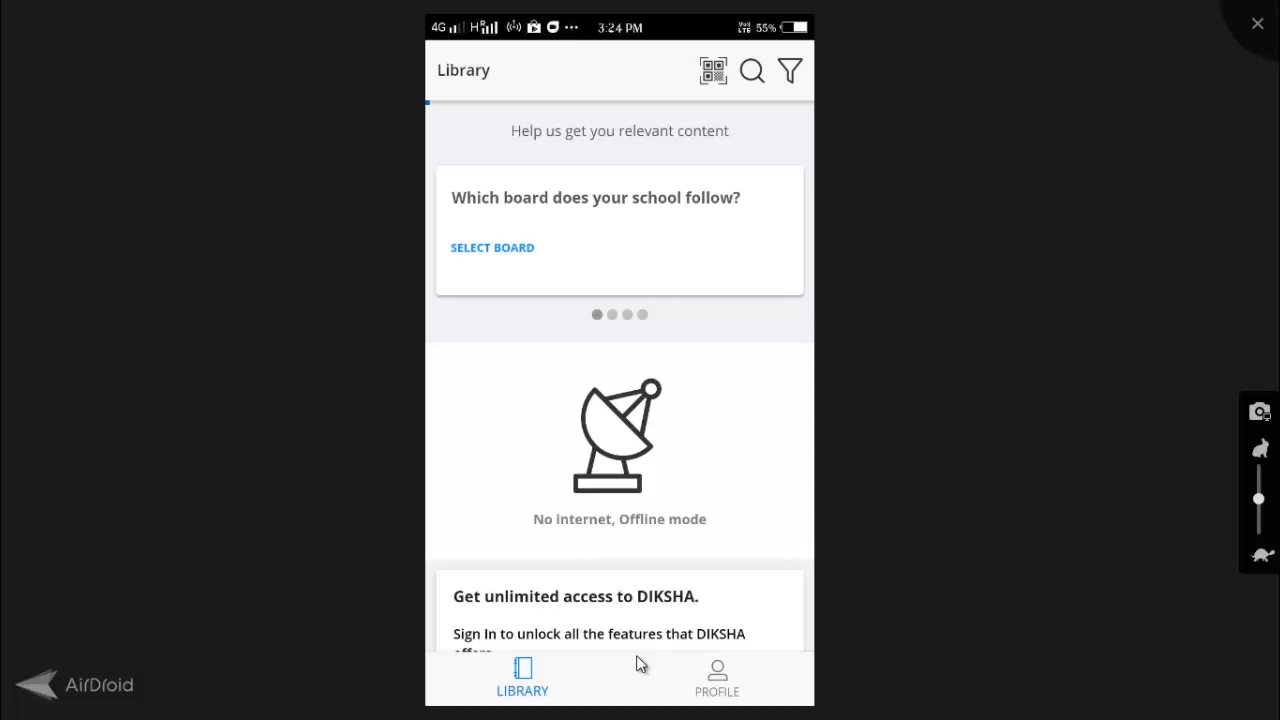 4G H R 3:24 PM VoLTE 55%
Library
Help us get you relevant content
Which board does your school follow?
SELECT BOARD
No internet, Offline mode
Get unlimited access to DIKSHA.
Sign In to unlock all the features that DIKSHA
offers
LIBRARY
PROFILE
AirDroid